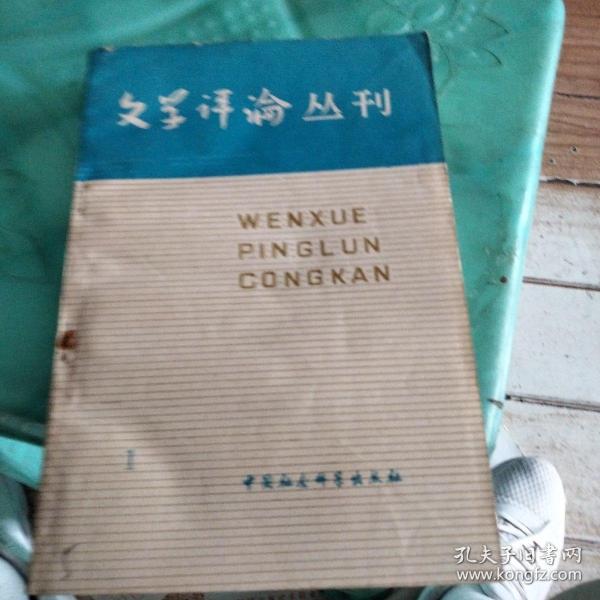 文学评论丛刊
WENXUE
PINGLUN
CONGKAN
1
中国社会科学出版社
孔夫子旧书网
www.kongfz.com